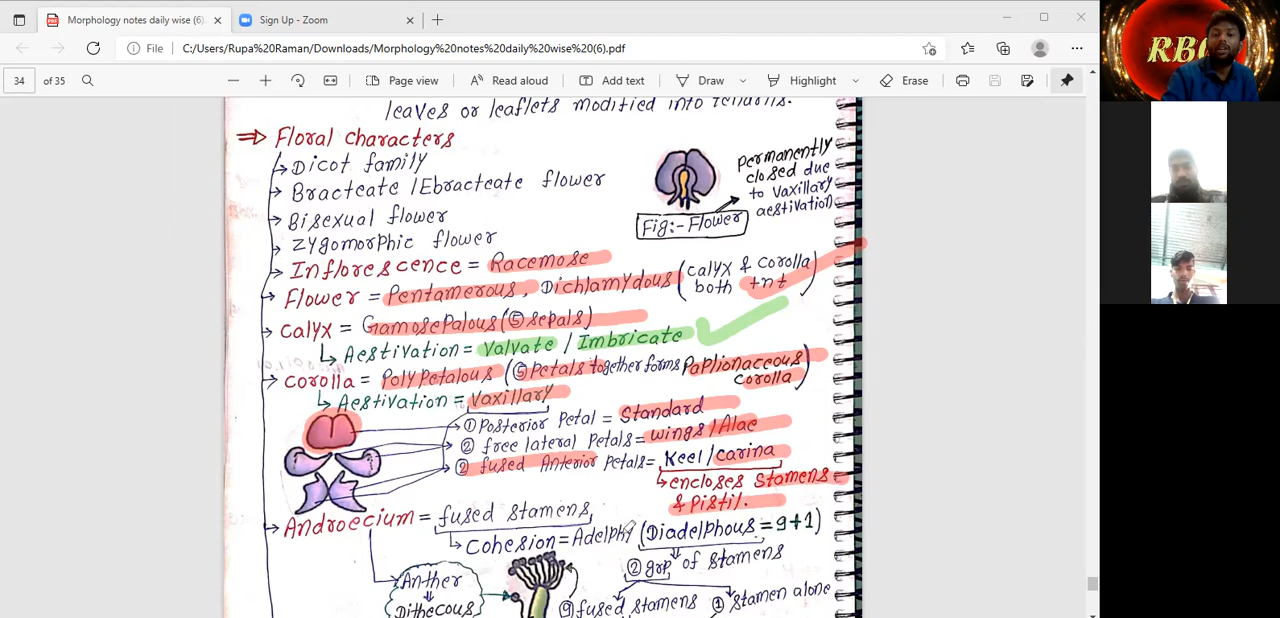 Morphology notes daily wise (6).
Sign Up - Zoom
File
C:/Users/Rupa%20Raman/Downloads/Morphology%20notes%20daily%20wise%20(6).pdf
34 of 35
Page view
Read aloud
Add text
Draw
Highlight
Erase
RBC
leaves or leaflets modified into tendrils.
⇒ Floral characters
→ Dicot family
→ Bracteate / Ebracteate flower
→ Bisexual flower
→ Zygomorphic flower
permanently
closed due
to Vaxillary
aestivation
Fig:- Flower
→ Inflorescence = Racemose
→ Flower = Pentamerous, Dichlamydous (calyx & corolla
both +nt)
→ Calyx = Gamosepalous (⑤ sepals)
↳ Aestivation = Valvate / Imbricate
→ Corolla = Polypetalous (⑤ Petals together forms Paplionaceous
corolla)
↳ Aestivation = Vaxillary
① Posterior Petal = Standard
② free lateral Petals = wings / Alae
② fused Anterior Petals = Keel / carina
↳ encloses Stamens
& Pistil.
→ Androecium = fused stamens
↳ Cohesion = Adelphy (Diadelphous = 9+1)
② grp of stamens
Anther
Dithecous
⑨ fused stamens
① stamen alone